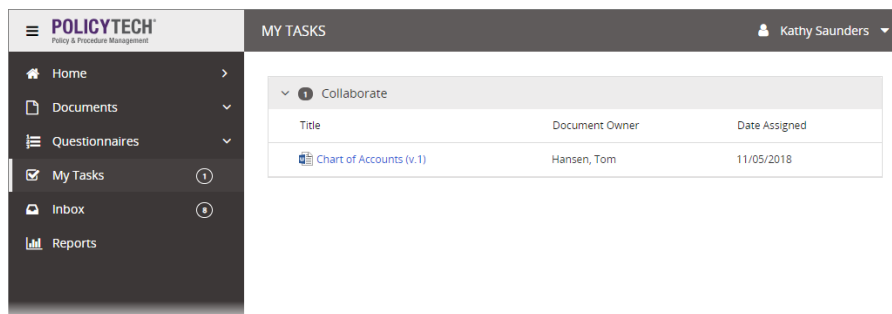 POLICYTECH®
Policy & Procedure Management
MY TASKS
Kathy Saunders
Home
Documents
Questionnaires
My Tasks 1
Inbox 8
Reports
1 Collaborate
Title Document Owner Date Assigned
Chart of Accounts (v.1) Hansen, Tom 11/05/2018